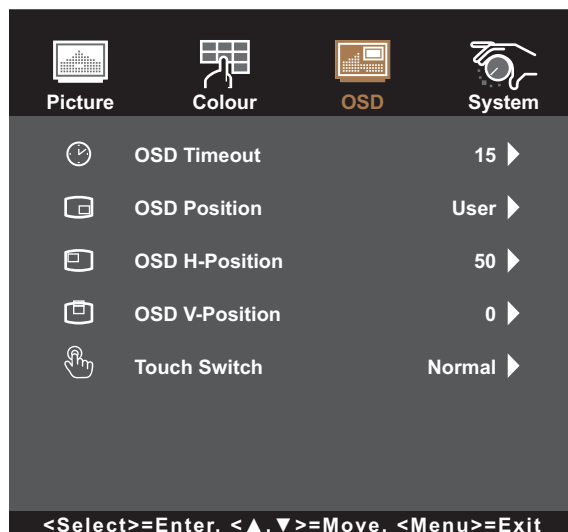 Picture Colour OSD System
OSD Timeout 15
OSD Position User
OSD H-Position 50
OSD V-Position 0
Touch Switch Normal
<Select>=Enter, <▲,▼>=Move, <Menu>=Exit